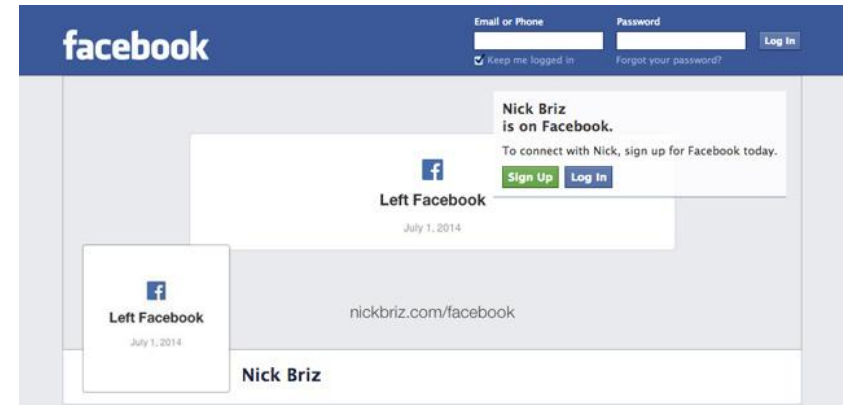 facebook
Email or Phone
Password
Log In
Keep me logged in
Forgot your password?
Nick Briz
is on Facebook.
To connect with Nick, sign up for Facebook today.
Sign Up
Log In
f
Left Facebook
July 1, 2014
f
Left Facebook
July 1, 2014
nickbriz.com/facebook
Nick Briz